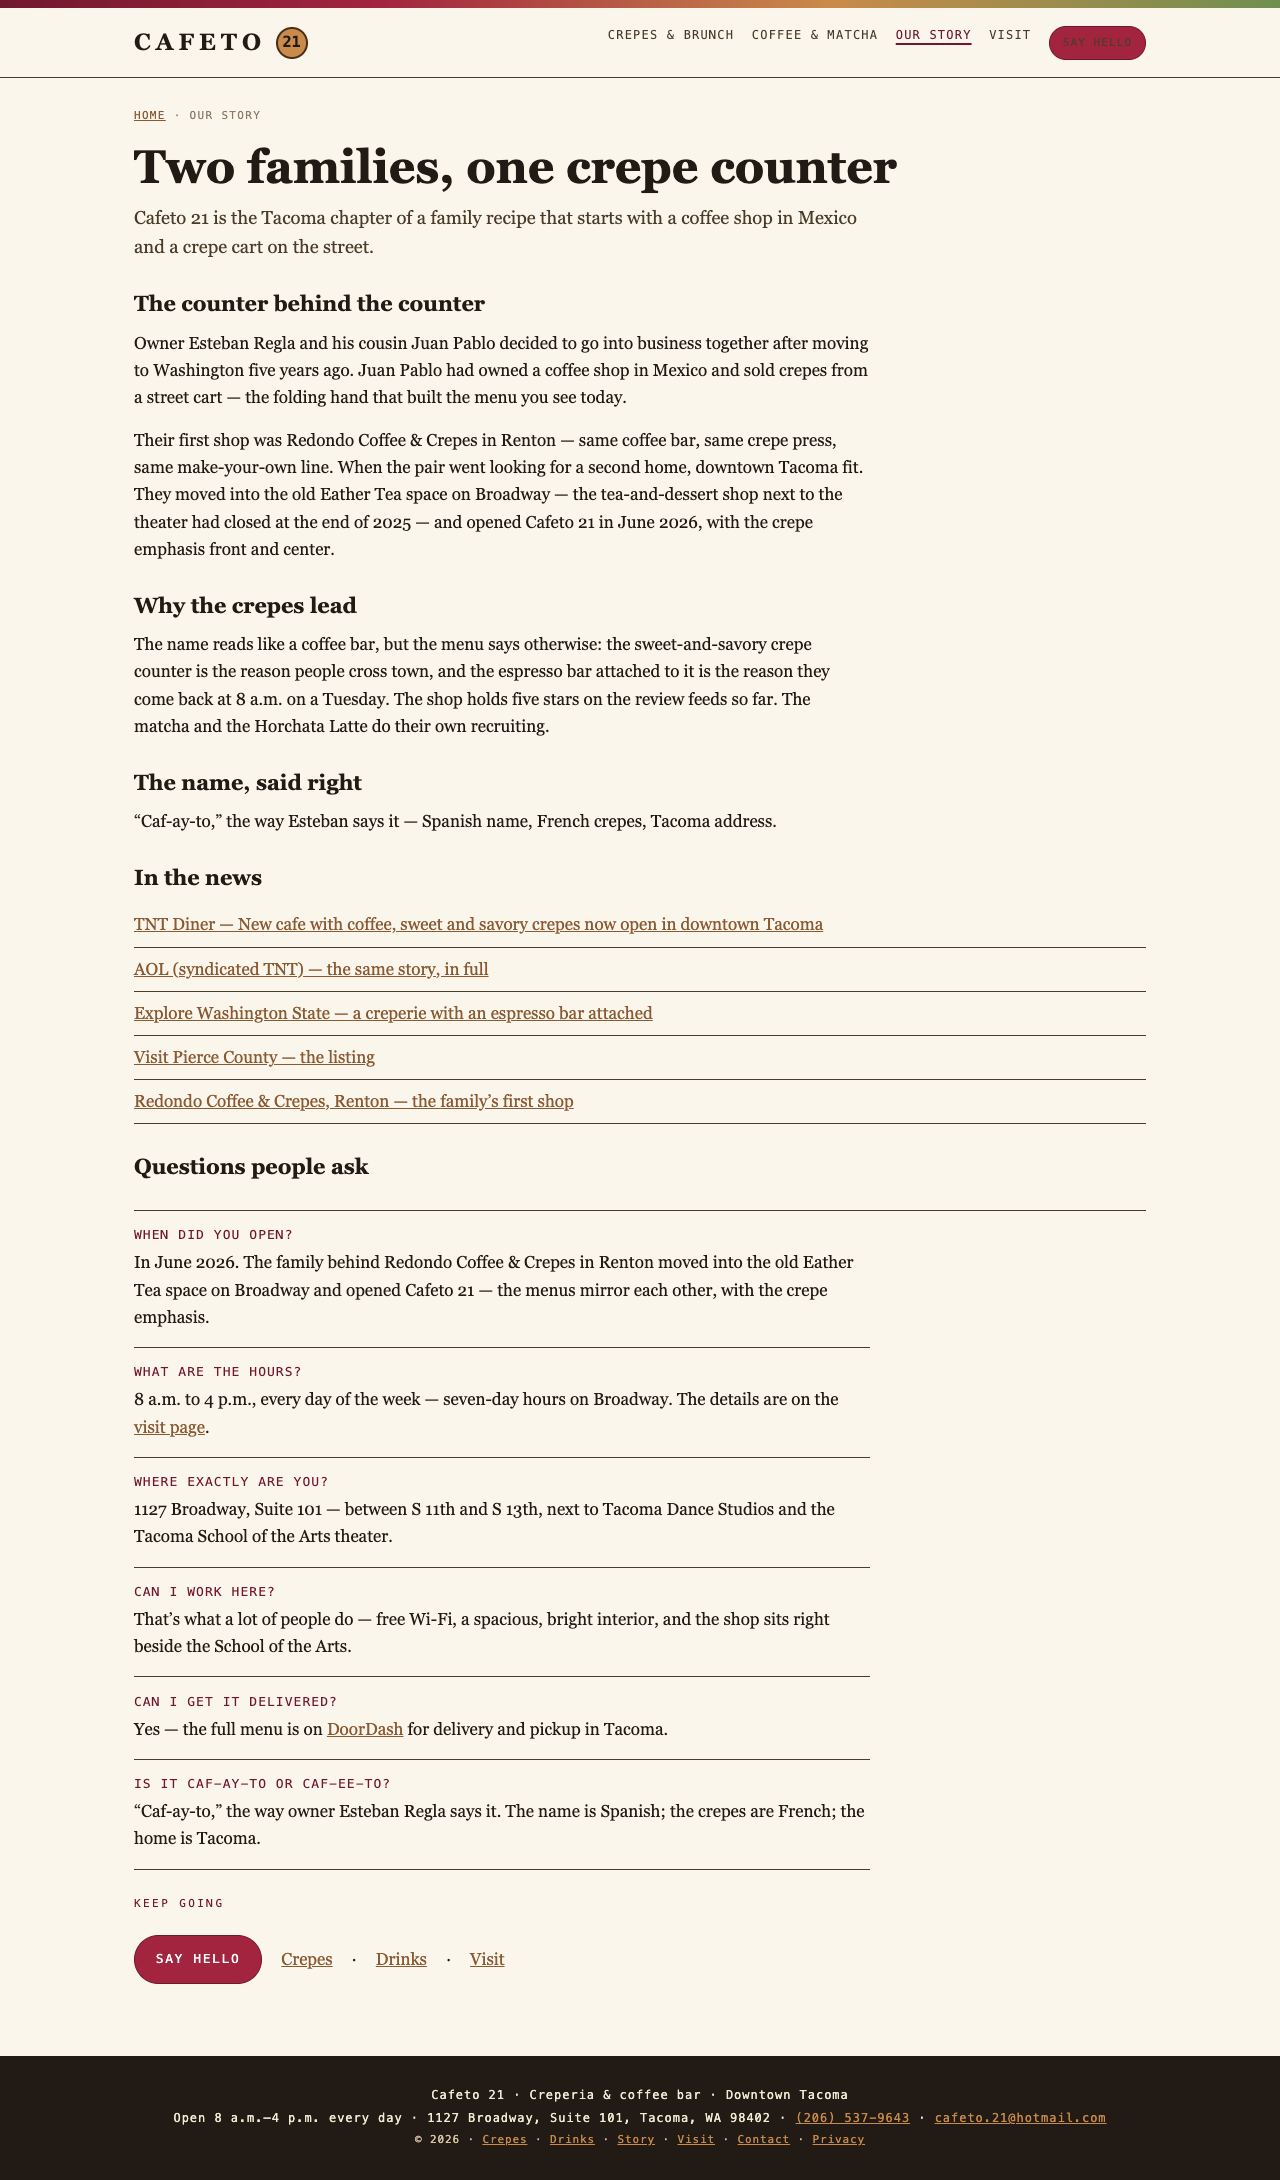 CAFETO 21
CREPES & BRUNCH COFFEE & MATCHA OUR STORY VISIT SAY HELLO
HOME · OUR STORY
Two families, one crepe counter
Cafeto 21 is the Tacoma chapter of a family recipe that starts with a coffee shop in Mexico
and a crepe cart on the street.
The counter behind the counter
Owner Esteban Regla and his cousin Juan Pablo decided to go into business together after moving
to Washington five years ago. Juan Pablo had owned a coffee shop in Mexico and sold crepes from
a street cart — the folding hand that built the menu you see today.
Their first shop was Redondo Coffee & Crepes in Renton — same coffee bar, same crepe press,
same make-your-own line. When the pair went looking for a second home, downtown Tacoma fit.
They moved into the old Eather Tea space on Broadway — the tea-and-dessert shop next to the
theater had closed at the end of 2025 — and opened Cafeto 21 in June 2026, with the crepe
emphasis front and center.
Why the crepes lead
The name reads like a coffee bar, but the menu says otherwise: the sweet-and-savory crepe
counter is the reason people cross town, and the espresso bar attached to it is the reason they
come back at 8 a.m. on a Tuesday. The shop holds five stars on the review feeds so far. The
matcha and the Horchata Latte do their own recruiting.
The name, said right
“Caf-ay-to,” the way Esteban says it — Spanish name, French crepes, Tacoma address.
In the news
TNT Diner — New cafe with coffee, sweet and savory crepes now open in downtown Tacoma
AOL (syndicated TNT) — the same story, in full
Explore Washington State — a creperie with an espresso bar attached
Visit Pierce County — the listing
Redondo Coffee & Crepes, Renton — the family’s first shop
Questions people ask
WHEN DID YOU OPEN?
In June 2026. The family behind Redondo Coffee & Crepes in Renton moved into the old Eather
Tea space on Broadway and opened Cafeto 21 — the menus mirror each other, with the crepe
emphasis.
WHAT ARE THE HOURS?
8 a.m. to 4 p.m., every day of the week — seven-day hours on Broadway. The details are on the
visit page.
WHERE EXACTLY ARE YOU?
1127 Broadway, Suite 101 — between S 11th and S 13th, next to Tacoma Dance Studios and the
Tacoma School of the Arts theater.
CAN I WORK HERE?
That’s what a lot of people do — free Wi-Fi, a spacious, bright interior, and the shop sits right
beside the School of the Arts.
CAN I GET IT DELIVERED?
Yes — the full menu is on DoorDash for delivery and pickup in Tacoma.
IS IT CAF-AY-TO OR CAF-EE-TO?
“Caf-ay-to,” the way owner Esteban Regla says it. The name is Spanish; the crepes are French; the
home is Tacoma.
KEEP GOING
SAY HELLO Crepes · Drinks · Visit
Cafeto 21 · Creperia & coffee bar · Downtown Tacoma
Open 8 a.m.–4 p.m. every day · 1127 Broadway, Suite 101, Tacoma, WA 98402 · (206) 537-9643 · cafeto.21@hotmail.com
© 2026 · Crepes · Drinks · Story · Visit · Contact · Privacy